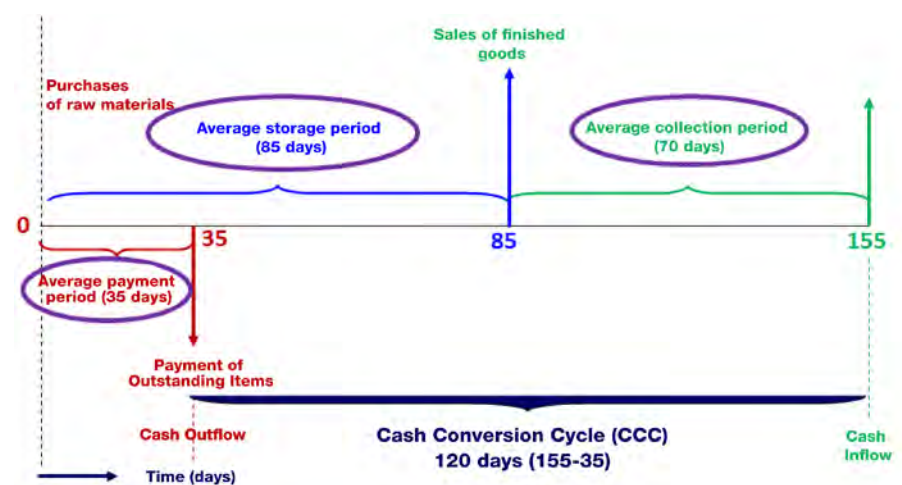 Sales of finished
goods
Purchases
of raw materials
Average storage period
(85 days)
Average collection period
(70 days)
0
35
85
155
Average payment
period (35 days)
Payment of
Outstanding Items
Cash Outflow
Cash Conversion Cycle (CCC)
120 days (155-35)
Cash
Inflow
Time (days)